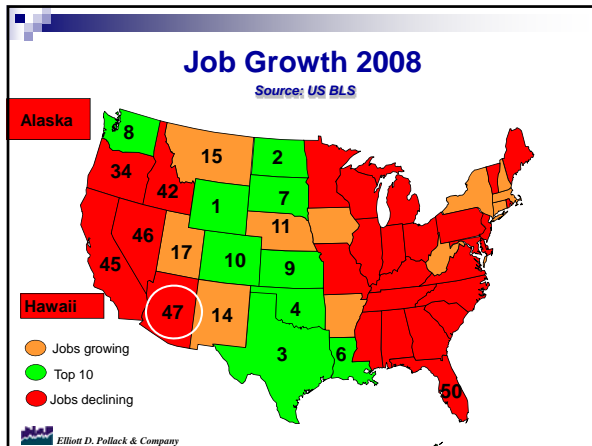 Job Growth 2008
Source: US BLS
Alaska
8
15
2
34
42
7
1
11
46
17
10
9
45
Hawaii
47
14
4
3
6
50
Jobs growing
Top 10
Jobs declining
Elliott D. Pollack & Company